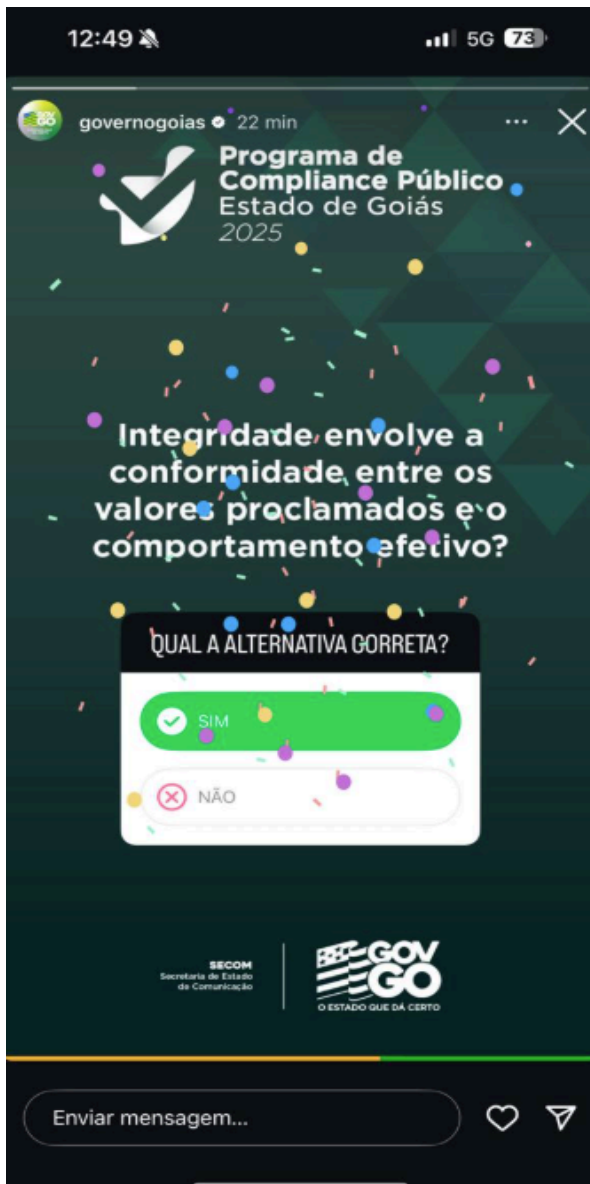 12:49
5G 73
governogoias 22 min
Programa de
Compliance Público
Estado de Goiás
2025
Integridade envolve a
conformidade entre os
valores proclamados e o
comportamento efetivo?
QUAL A ALTERNATIVA CORRETA?
SIM
NÃO
SECOM
Secretaria de Estado
de Comunicação
GOV
GO
O ESTADO QUE DÁ CERTO
Enviar mensagem...